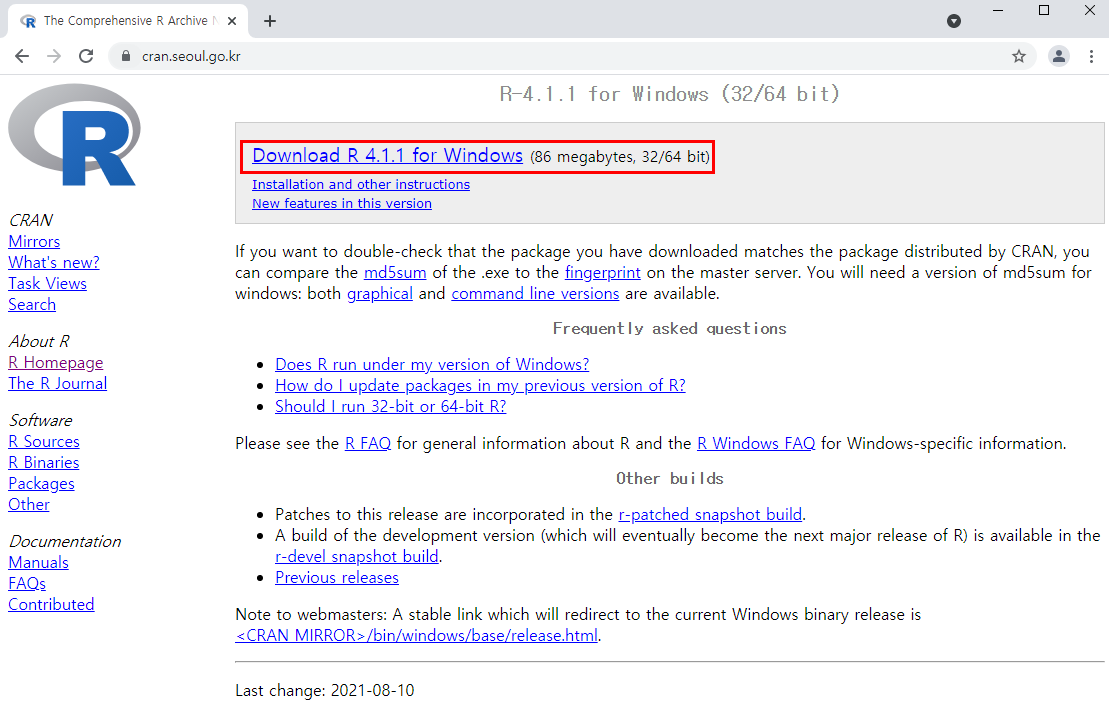 The Comprehensive R Archive N
cran.seoul.go.kr
R
R-4.1.1 for Windows (32/64 bit)
Download R 4.1.1 for Windows (86 megabytes, 32/64 bit)
Installation and other instructions
New features in this version
CRAN
Mirrors
What's new?
Task Views
Search
About R
R Homepage
The R Journal
Software
R Sources
R Binaries
Packages
Other
Documentation
Manuals
FAQs
Contributed
If you want to double-check that the package you have downloaded matches the package distributed by CRAN, you
can compare the md5sum of the .exe to the fingerprint on the master server. You will need a version of md5sum for
windows: both graphical and command line versions are available.
Frequently asked questions
Does R run under my version of Windows?
How do I update packages in my previous version of R?
Should I run 32-bit or 64-bit R?
Please see the R FAQ for general information about R and the R Windows FAQ for Windows-specific information.
Other builds
Patches to this release are incorporated in the r-patched snapshot build.
A build of the development version (which will eventually become the next major release of R) is available in the
r-devel snapshot build.
Previous releases
Note to webmasters: A stable link which will redirect to the current Windows binary release is
<CRAN MIRROR>/bin/windows/base/release.html.
Last change: 2021-08-10